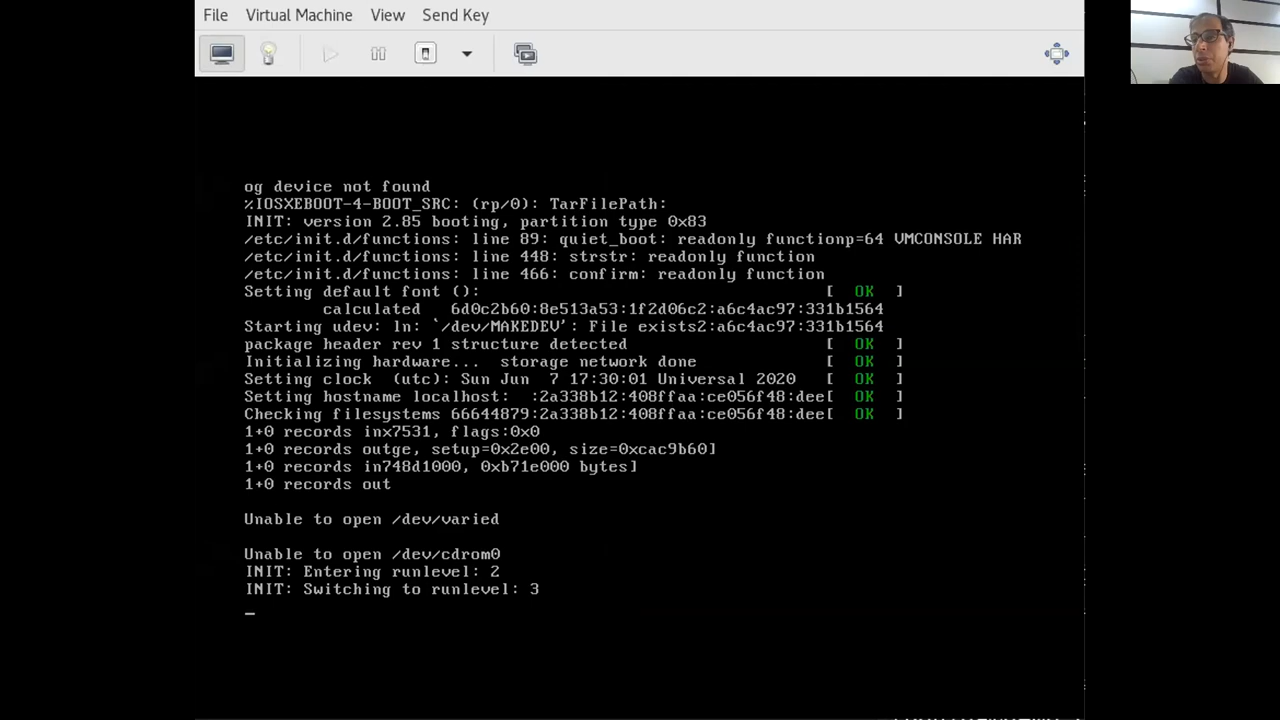 File Virtual Machine View Send Key
og device not found
%IOSXEBOOT-4-BOOT_SRC: (rp/0): TarFilePath:
INIT: version 2.85 booting, partition type 0x83
/etc/init.d/functions: line 89: quiet_boot: readonly functionp=64 VMCONSOLE HAR
/etc/init.d/functions: line 448: strstr: readonly function
/etc/init.d/functions: line 466: confirm: readonly function
Setting default font (): [ OK ]
calculated 6d0c2b60:8e513a53:1f2d06c2:a6c4ac97:331b1564
Starting udev: ln: `/dev/MAKEDEV': File exists2:a6c4ac97:331b1564
package header rev 1 structure detected [ OK ]
Initializing hardware... storage network done [ OK ]
Setting clock (utc): Sun Jun 7 17:30:01 Universal 2020 [ OK ]
Setting hostname localhost: :2a338b12:408ffaa:ce056f48:dee[ OK ]
Checking filesystems 66644879:2a338b12:408ffaa:ce056f48:dee[ OK ]
1+0 records inx7531, flags:0x0
1+0 records outge, setup=0x2e00, size=0xcac9b60]
1+0 records in748d1000, 0xb71e000 bytes]
1+0 records out
Unable to open /dev/varied
Unable to open /dev/cdrom0
INIT: Entering runlevel: 2
INIT: Switching to runlevel: 3